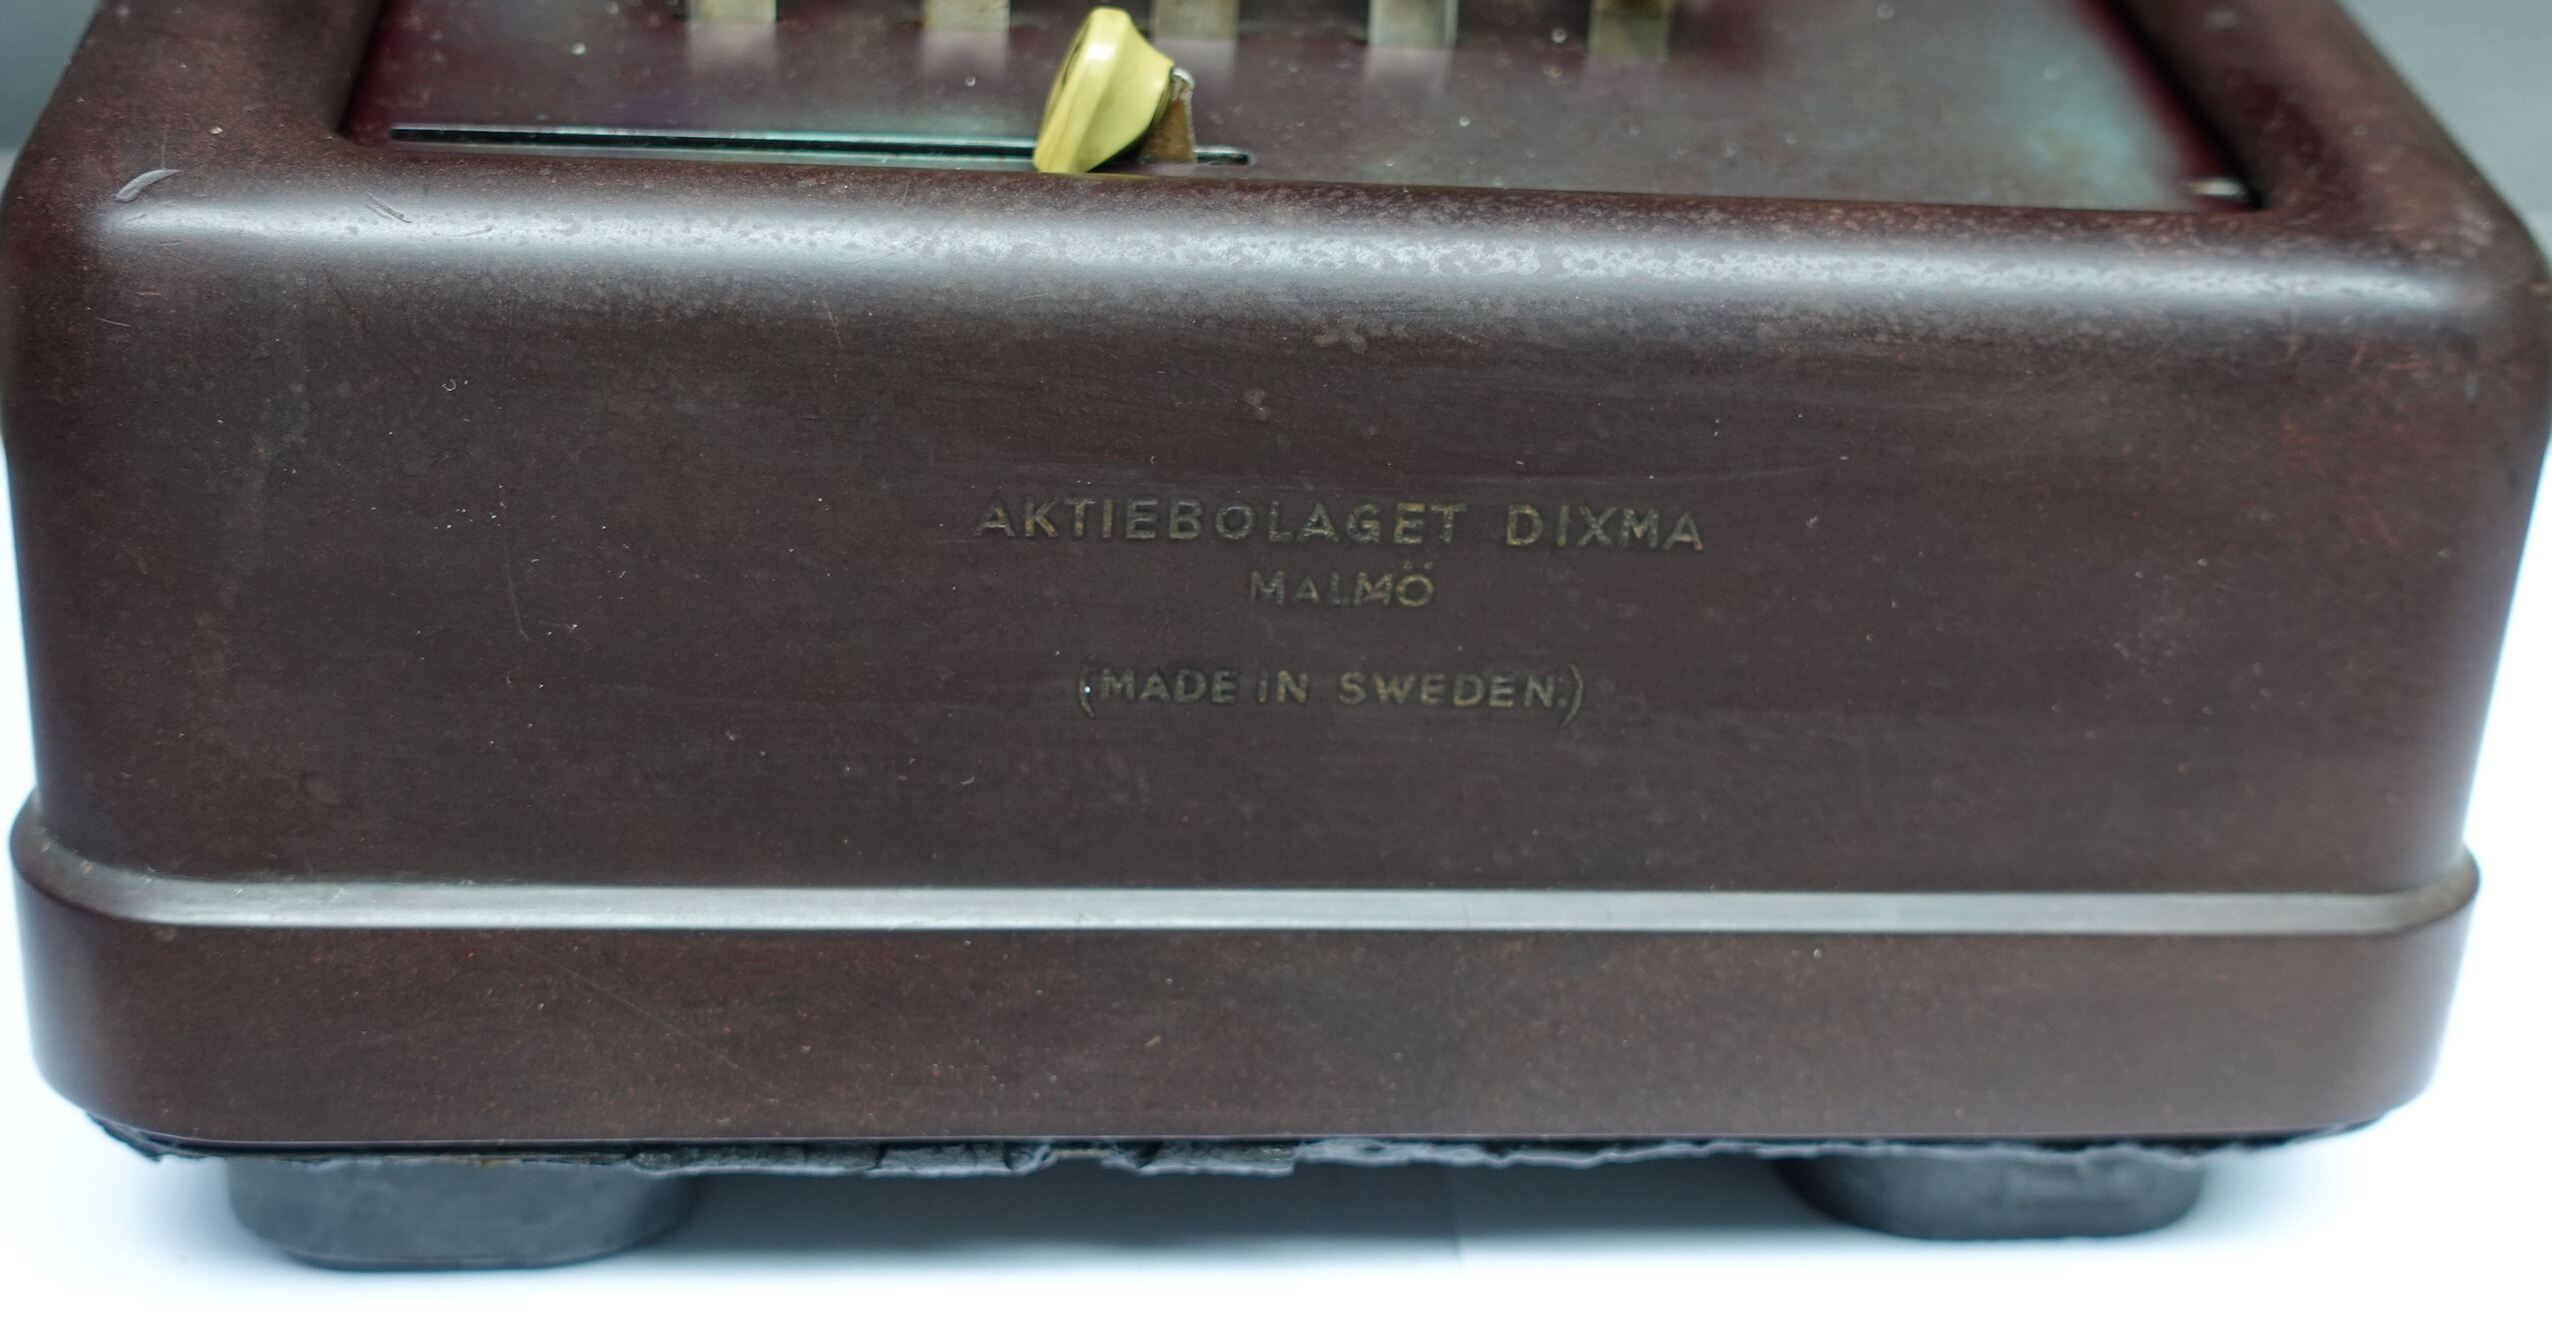 AKTIEBOLAGET DIXMA
MALMÖ
(MADE IN SWEDEN.)